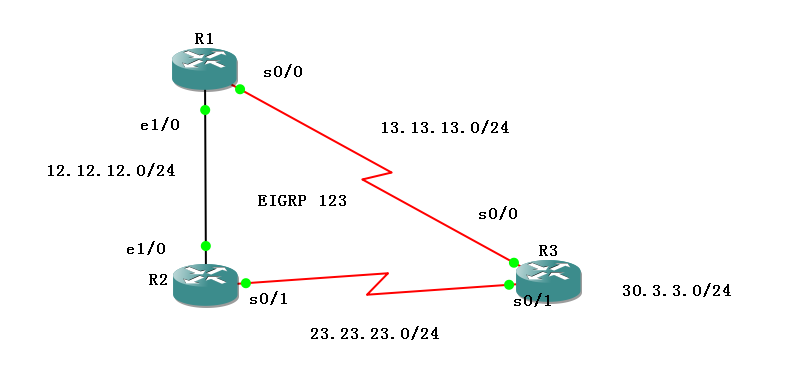 R1
s0/0
e1/0
13.13.13.0/24
12.12.12.0/24
EIGRP 123
s0/0
e1/0
R3
R2
s0/1
s0/1
30.3.3.0/24
23.23.23.0/24